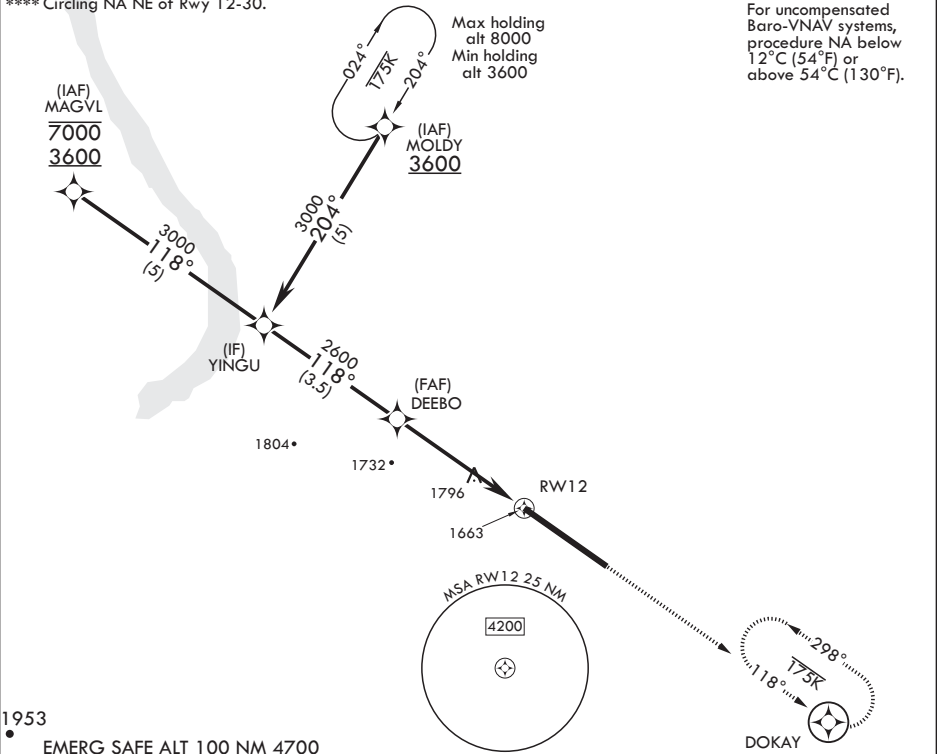 **** Circling NA NE of Rwy 12-30.
Max holding
alt 8000
Min holding
alt 3600
For uncompensated
Baro-VNAV systems,
procedure NA below
12°C (54°F) or
above 54°C (130°F).
024°
175K
204°
(IAF)
MAGVL
7000
3600
(IAF)
MOLDY
3600
3000
204°
(5)
3000
118°
(5)
(IF)
YINGU
2600
118°
(3.5)
(FAF)
DEEBO
1804
1732
1796
RW12
1663
MSA RW12 25 NM
4200
298°
175K
118°
DOKAY
1953
EMERG SAFE ALT 100 NM 4700